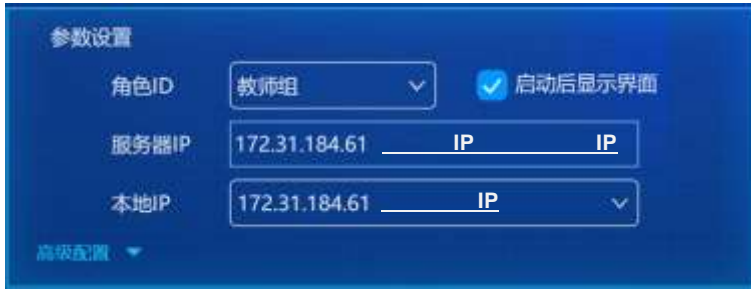 参数设置
角色ID 教师组 启动后显示界面
服务器IP 172.31.184.61 IP IP
本地IP 172.31.184.61 IP
高级配置